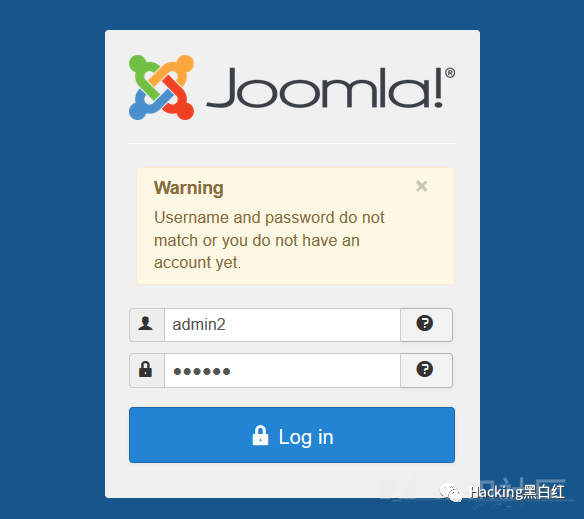 Joomla!®
Warning
×
Username and password do not
match or you do not have an
account yet.
admin2
Log in
Hacking黑白红